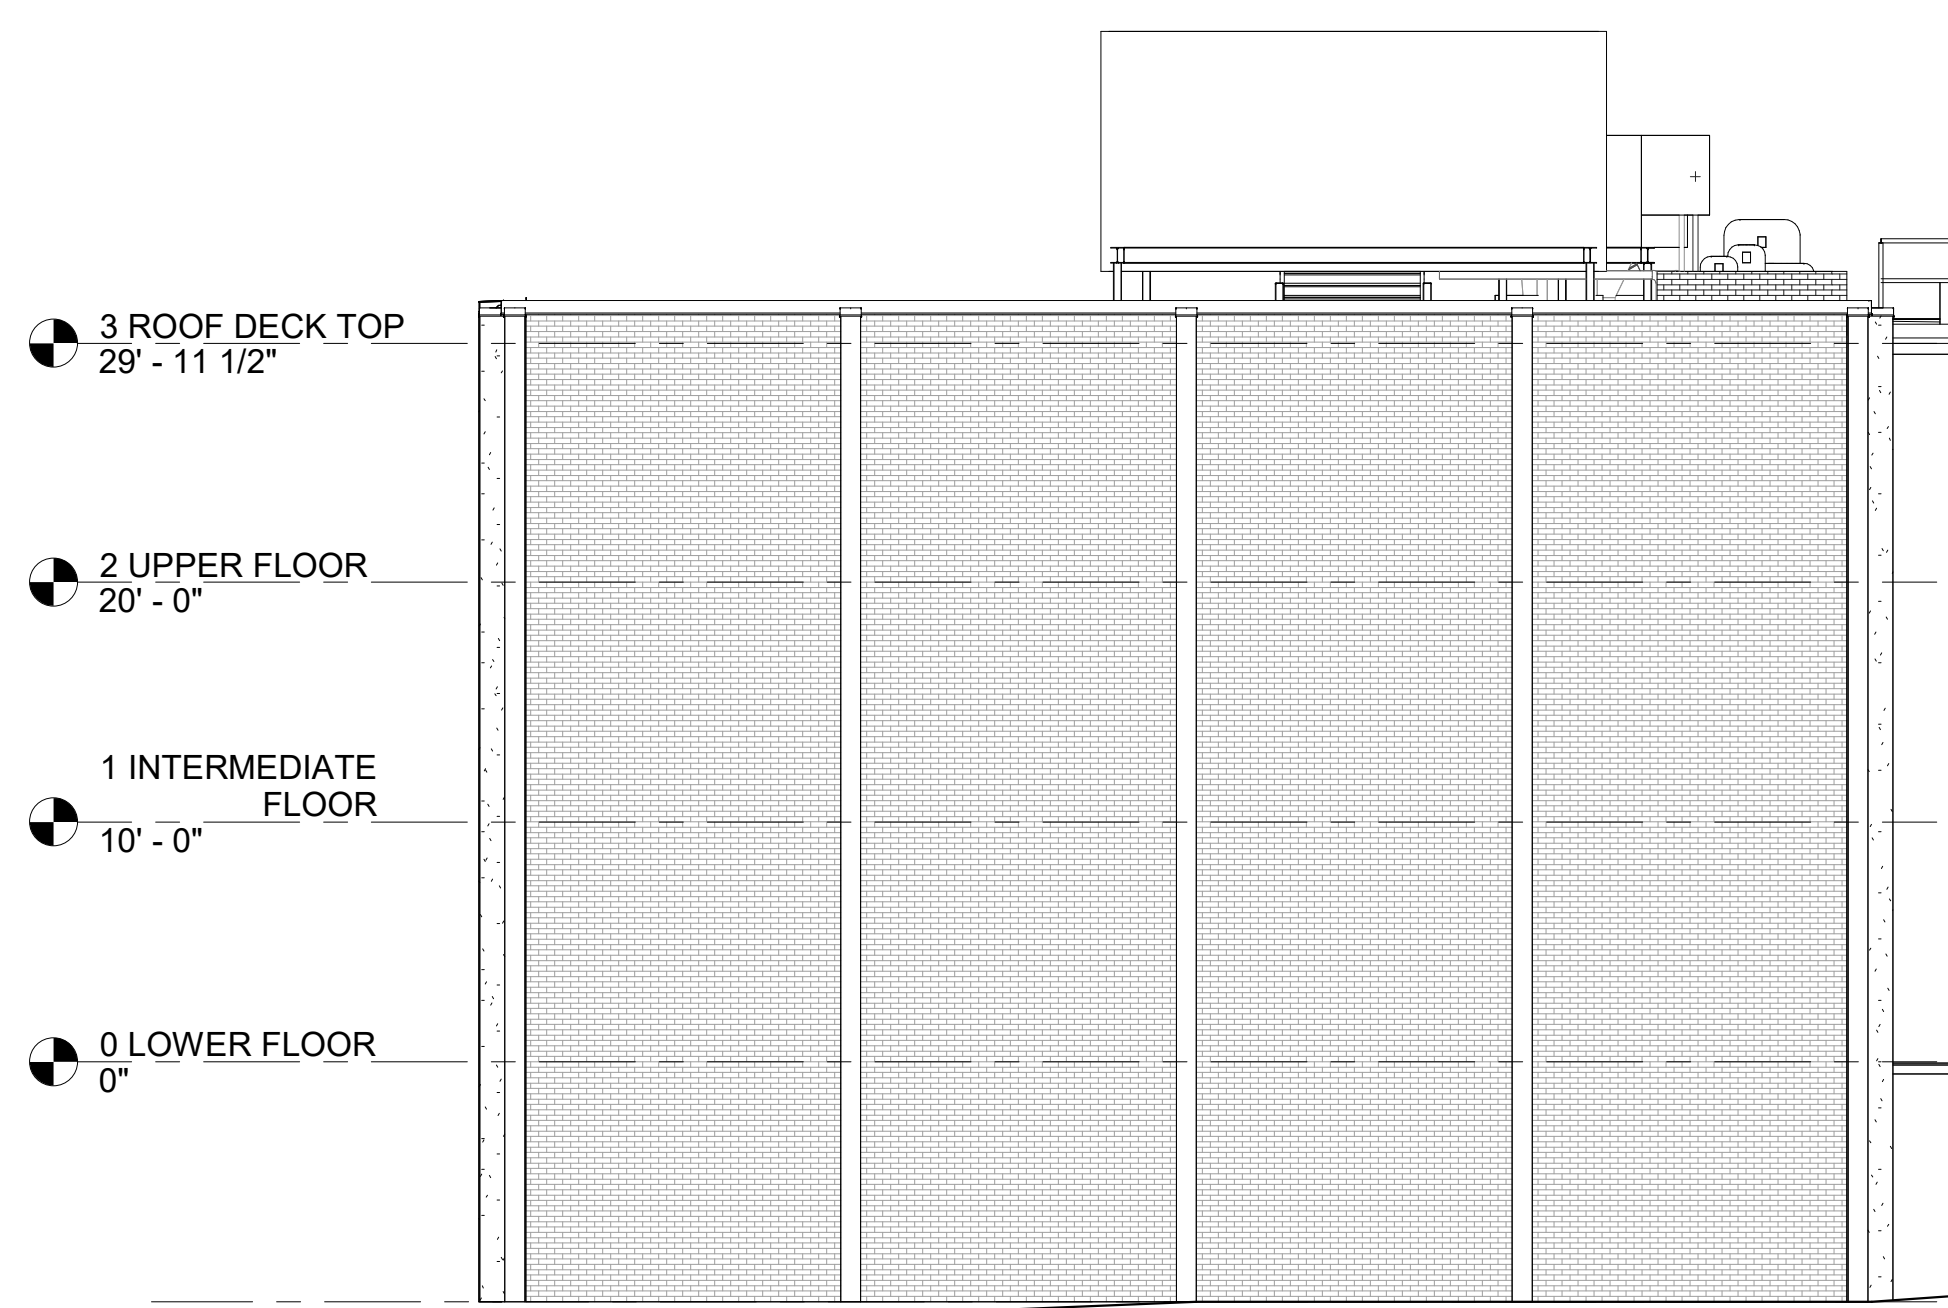 3 ROOF DECK TOP
29' - 11 1/2"
2 UPPER FLOOR
20' - 0"
1 INTERMEDIATE
FLOOR
10' - 0"
0 LOWER FLOOR
0"